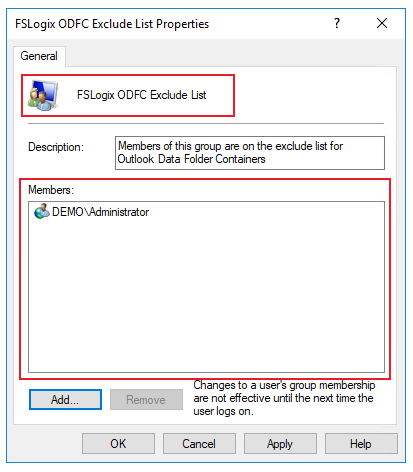 FSLogix ODFC Exclude List Properties
?
General
FSLogix ODFC Exclude List
Description:
Members of this group are on the exclude list for
Outlook Data Folder Containers
Members:
DEMO\Administrator
Add...
Remove
Changes to a user's group membership
are not effective until the next time the
user logs on.
OK
Cancel
Apply
Help